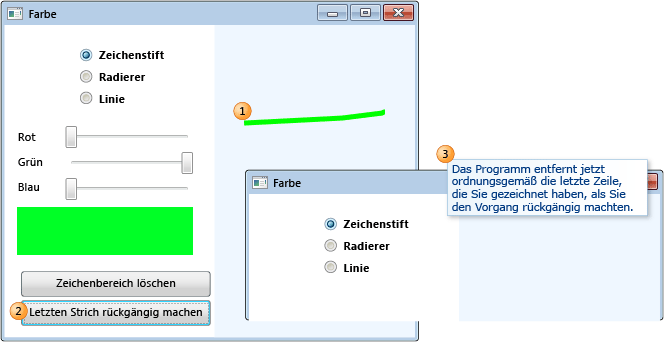 Farbe
Zeichenstift
Radierer
Linie
Rot
Grün
Blau
Zeichenbereich löschen
2 Letzten Strich rückgängig machen
1
3
Das Programm entfernt jetzt
ordnungsgemäß die letzte Zeile,
die Sie gezeichnet haben, als Sie
den Vorgang rückgängig machten.
Farbe
Zeichenstift
Radierer
Linie